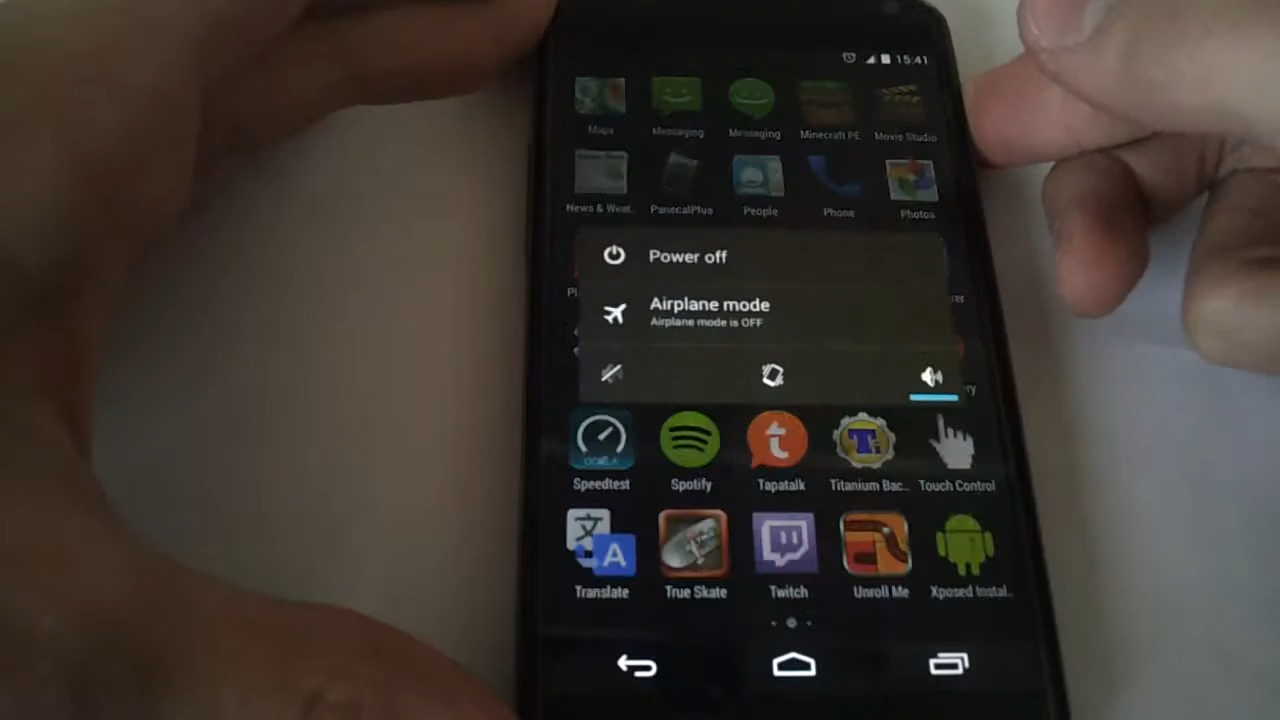 15:41
Maps Messaging Messaging Minecraft PE Movie Studio
News & Weat.. PanecalPlus People Phone Photos
Power off
Airplane mode
Airplane mode is OFF
OOKLA
Speedtest Spotify Tapatalk Titanium Bac.. Touch Control
文
A
Translate True Skate Twitch Unroll Me Xposed Instal..